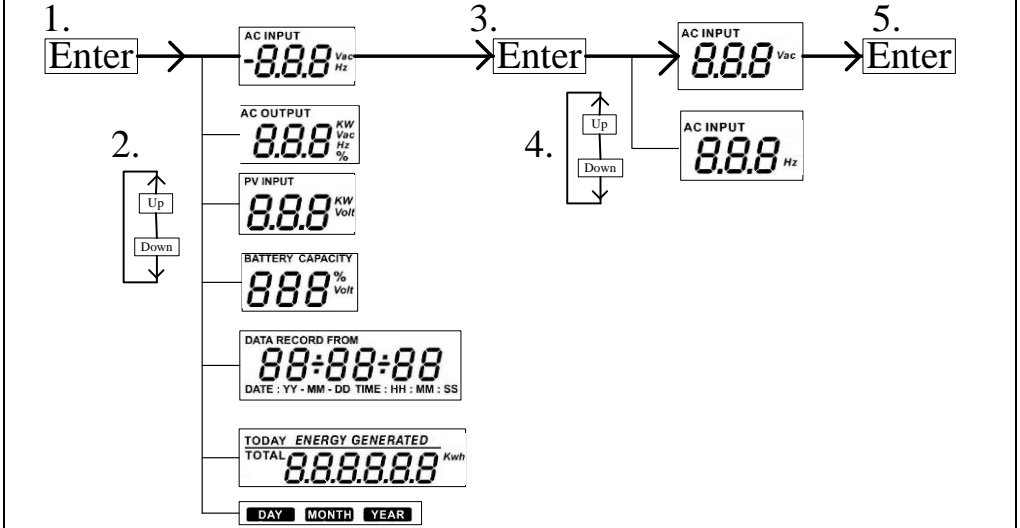 1.
Enter
AC INPUT
-8.8.8 Vac
Hz
3.
Enter
AC INPUT
8.8.8 Vac
5.
Enter
2.
Up
Down
AC OUTPUT
8.8.8 KW
Vac
Hz
%
4.
Up
Down
AC INPUT
8.8.8 Hz
PV INPUT
8.8.8 KW
Volt
BATTERY CAPACITY
888 %
Volt
DATA RECORD FROM
88÷88÷88
DATE : YY - MM - DD TIME : HH : MM : SS
TODAY ENERGY GENERATED
TOTAL 8.8.8.8.8.8 Kwh
DAY MONTH YEAR